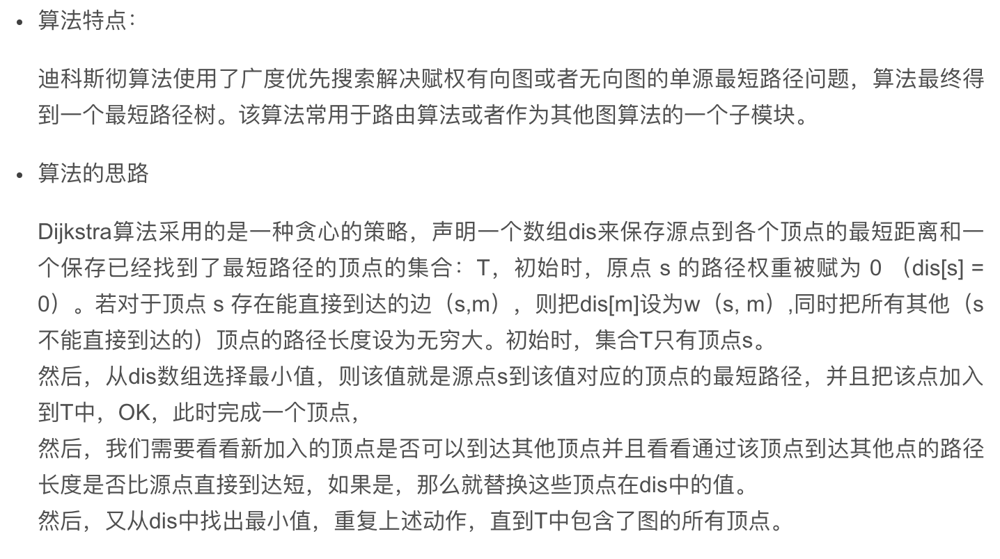 • 算法特点：
迪科斯彻算法使用了广度优先搜索解决赋权有向图或者无向图的单源最短路径问题，算法最终得
到一个最短路径树。该算法常用于路由算法或者作为其他图算法的一个子模块。
• 算法的思路
Dijkstra算法采用的是一种贪心的策略，声明一个数组dis来保存源点到各个顶点的最短距离和一
个保存已经找到了最短路径的顶点的集合：T，初始时，原点 s 的路径权重被赋为 0 （dis[s] =
0）。若对于顶点 s 存在能直接到达的边（s,m），则把dis[m]设为w（s, m）,同时把所有其他（s
不能直接到达的）顶点的路径长度设为无穷大。初始时，集合T只有顶点s。
然后，从dis数组选择最小值，则该值就是源点s到该值对应的顶点的最短路径，并且把该点加入
到T中，OK，此时完成一个顶点，
然后，我们需要看看新加入的顶点是否可以到达其他顶点并且看看通过该顶点到达其他点的路径
长度是否比源点直接到达短，如果是，那么就替换这些顶点在dis中的值。
然后，又从dis中找出最小值，重复上述动作，直到T中包含了图的所有顶点。